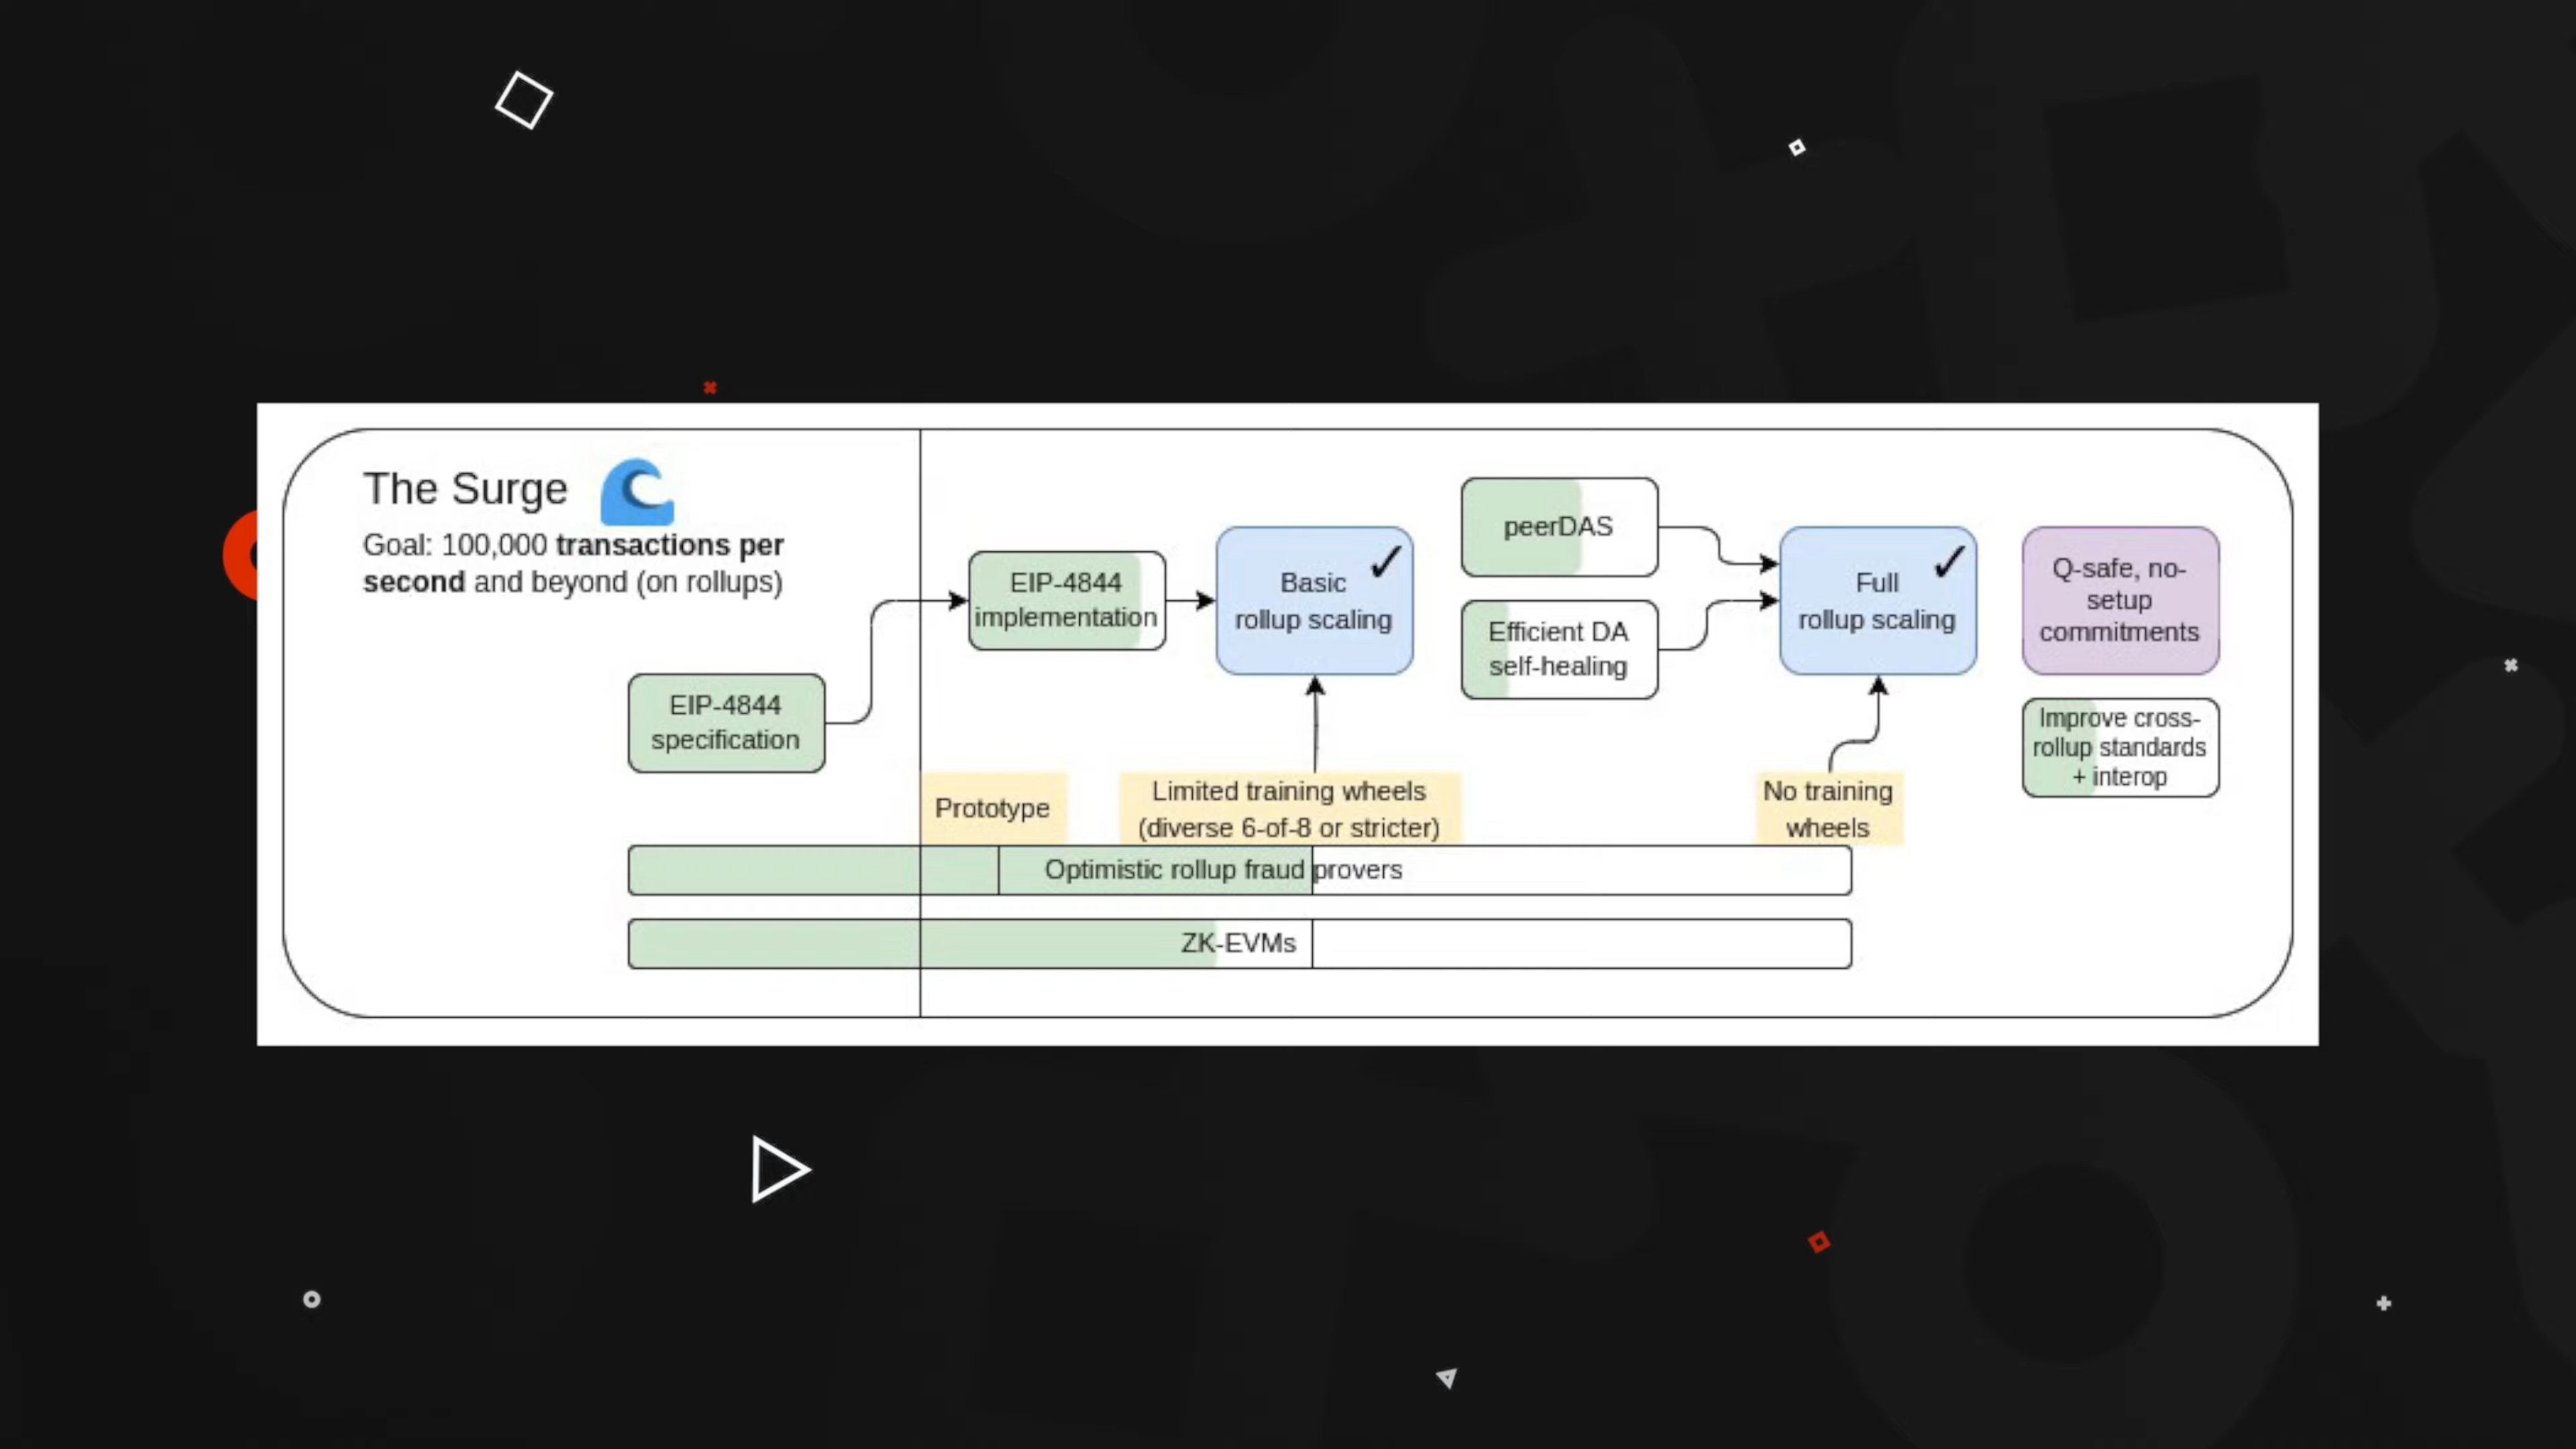 The Surge
Goal: 100,000 transactions per
second and beyond (on rollups)
EIP-4844
specification
EIP-4844
implementation
Basic
rollup scaling
peerDAS
Efficient DA
self-healing
Full
rollup scaling
Q-safe, no-
setup
commitments
Improve cross-
rollup standards
+ interop
Prototype
Limited training wheels
(diverse 6-of-8 or stricter)
No training
wheels
Optimistic rollup fraud provers
ZK-EVMs